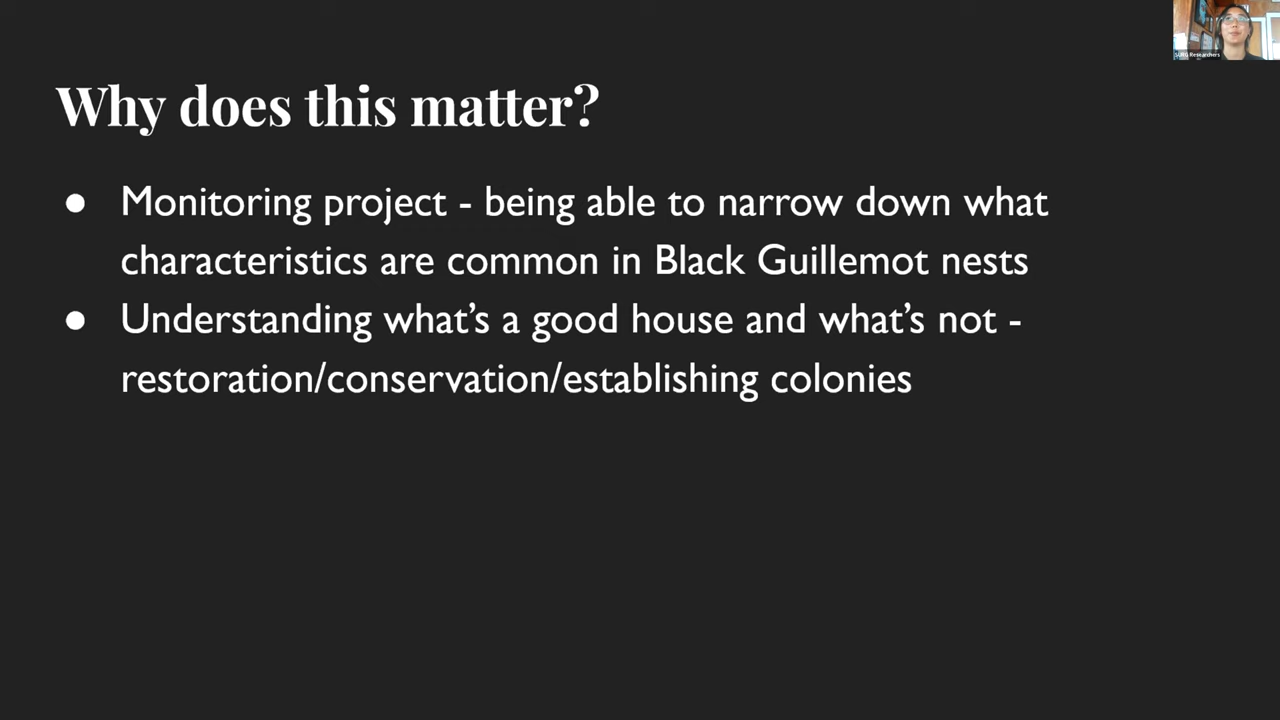 Why does this matter?
● Monitoring project - being able to narrow down what
characteristics are common in Black Guillemot nests
● Understanding what’s a good house and what’s not -
restoration/conservation/establishing colonies
Researchers